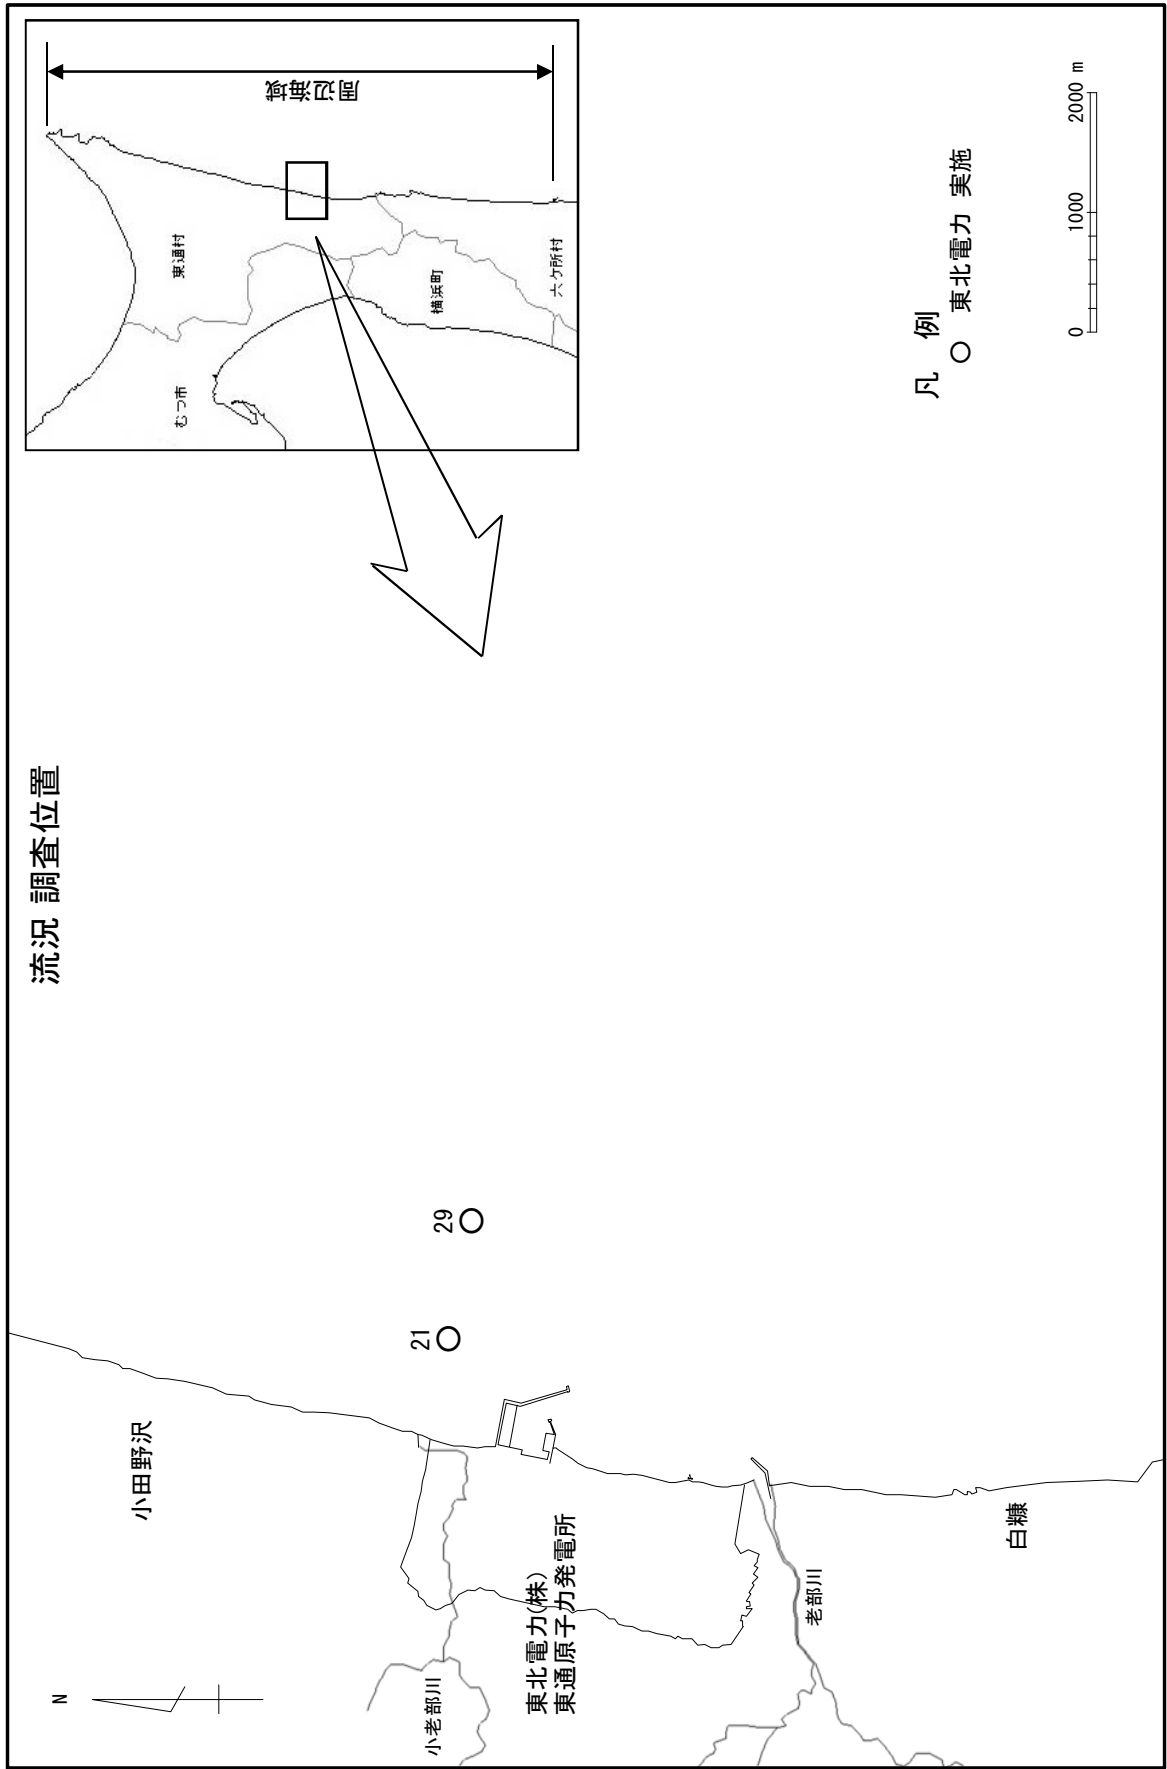 流況 調査位置
N
小田野沢
小老部川
東北電力(株)
東通原子力発電所
老部川
白糠
21
29
むつ市
東通村
横浜町
六ケ所村
周辺海域
凡 例
○ 東北電力 実施
0 1000 2000 m